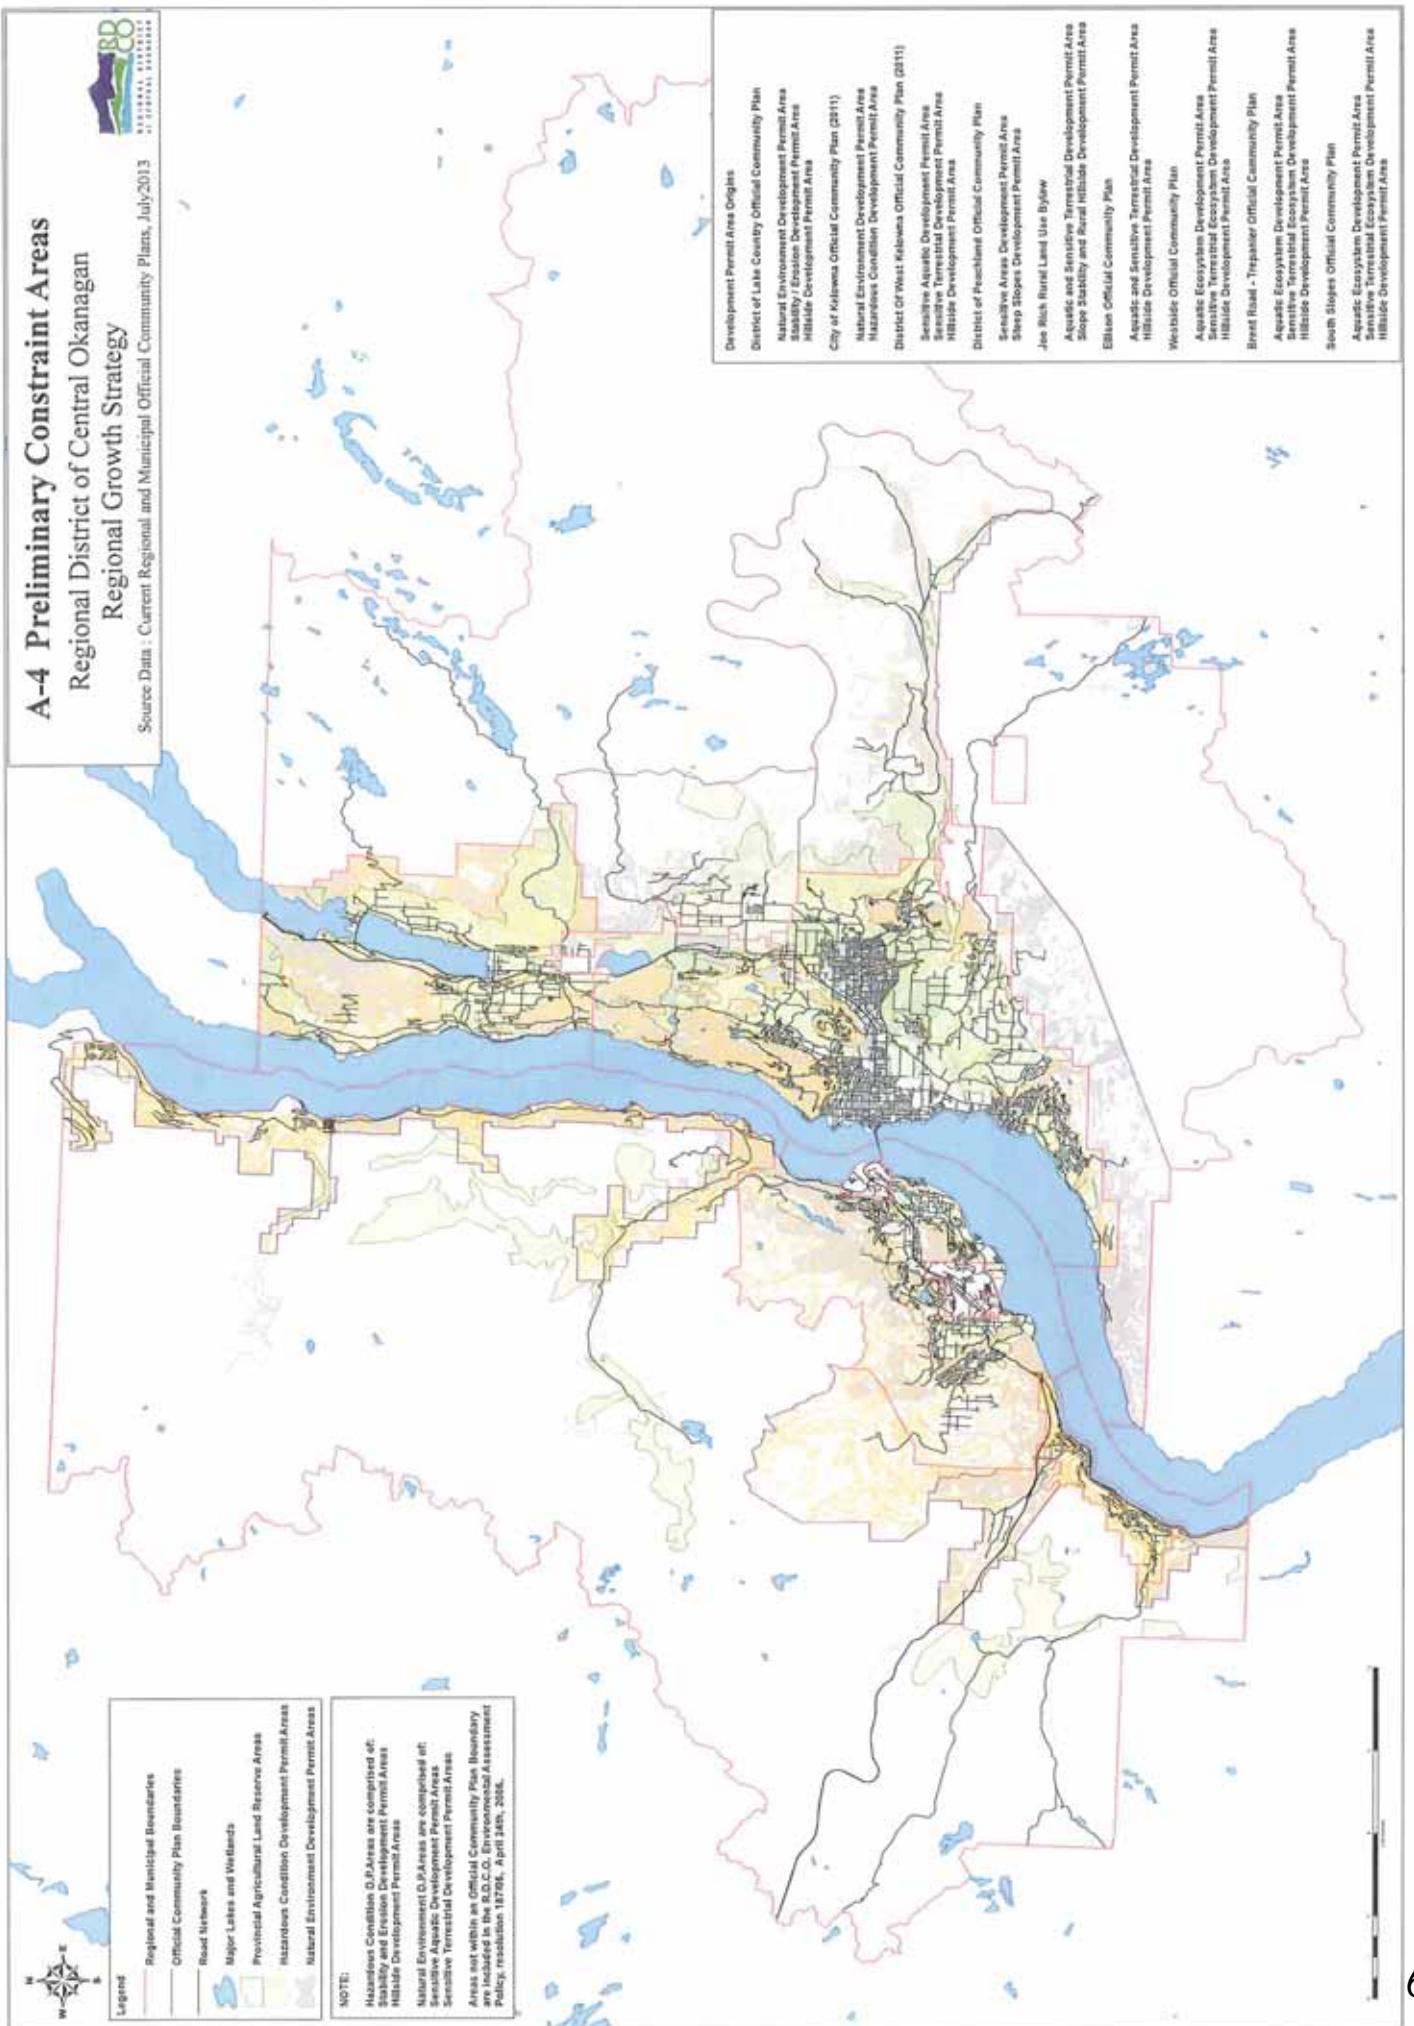 A-4 Preliminary Constraint Areas
Regional District of Central Okanagan
Regional Growth Strategy
Source Data : Current Regional and Municipal Official Community Plans, July2013
RD
CO
REGIONAL DISTRICT
of CENTRAL OKANAGAN
N
W
E
S
Legend
Regional and Municipal Boundaries
Official Community Plan Boundaries
Road Network
Major Lakes and Wetlands
Provincial Agricultural Land Reserve Areas
Hazardous Condition Development Permit Areas
Natural Environment Development Permit Areas
NOTE:
Hazardous Condition D.P.Areas are comprised of:
Stability and Erosion Development Permit Areas
Hillside Development Permit Areas
Natural Environment D.P.Areas are comprised of:
Sensitive Aquatic Development Permit Areas
Sensitive Terrestrial Development Permit Areas
Areas not within an Official Community Plan Boundary
are included in the R.D.C.O. Environmental Assessment
Policy, resolution 187/06, April 24th, 2006.
Development Permit Area Origins
District of Lake Country Official Community Plan
Natural Environment Development Permit Area
Stability / Erosion Development Permit Area
Hillside Development Permit Area
City of Kelowna Official Community Plan (2011)
Natural Environment Development Permit Area
Hazardous Condition Development Permit Area
District Of West Kelowna Official Community Plan (2011)
Sensitive Aquatic Development Permit Area
Sensitive Terrestrial Development Permit Area
Hillside Development Permit Area
District of Peachland Official Community Plan
Sensitive Areas Development Permit Area
Steep Slopes Development Permit Area
Joe Rich Rural Land Use Bylaw
Aquatic and Sensitive Terrestrial Development Permit Area
Slope Stability and Rural Hillside Development Permit Area
Ellison Official Community Plan
Aquatic and Sensitive Terrestrial Development Permit Area
Hillside Development Permit Area
Westside Official Community Plan
Aquatic Ecosystem Development Permit Area
Sensitive Terrestrial Ecosystem Development Permit Area
Hillside Development Permit Area
Brent Road - Trepanier Official Community Plan
Aquatic Ecosystem Development Permit Area
Sensitive Terrestrial Ecosystem Development Permit Area
Hillside Development Permit Area
South Slopes Official Community Plan
Aquatic Ecosystem Development Permit Area
Sensitive Terrestrial Ecosystem Development Permit Area
Hillside Development Permit Area